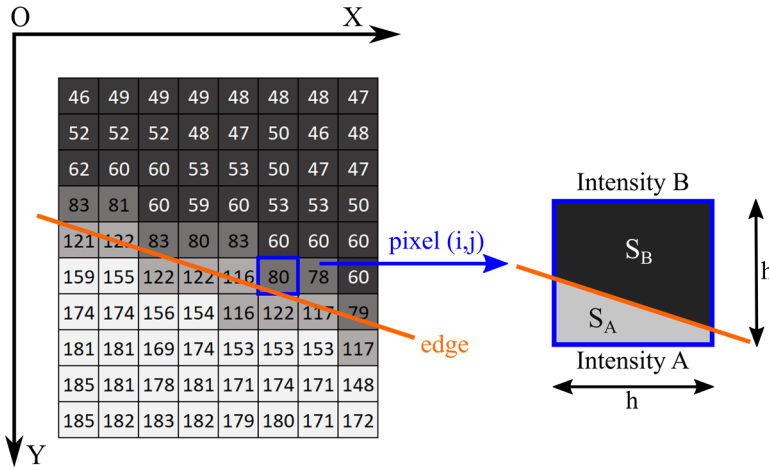 O X
46 49 49 49 48 48 48 47
52 52 52 48 47 50 46 48
62 60 60 53 53 50 47 47
83 81 60 59 60 53 53 50
121 122 83 80 83 60 60 60
159 155 122 122 116 80 78 60
174 174 156 154 116 122 117 79
181 181 169 174 153 153 153 117
185 181 178 181 171 174 171 148
185 182 183 182 179 180 171 172
Y
edge
pixel (i,j)
Intensity B
S_B
h
S_A
Intensity A
h